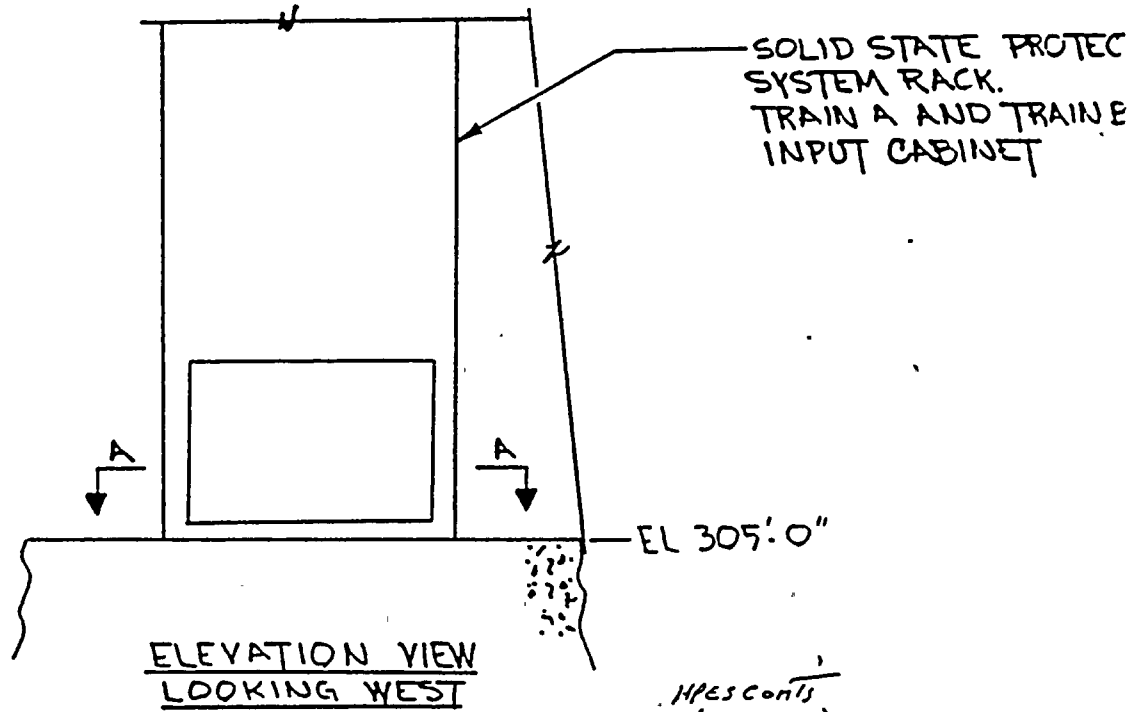 SOLID STATE PROTEC
SYSTEM RACK.
TRAIN A AND TRAIN
INPUT CABINET
A
A
EL 305'.0"
ELEVATION VIEW
LOOKING WEST